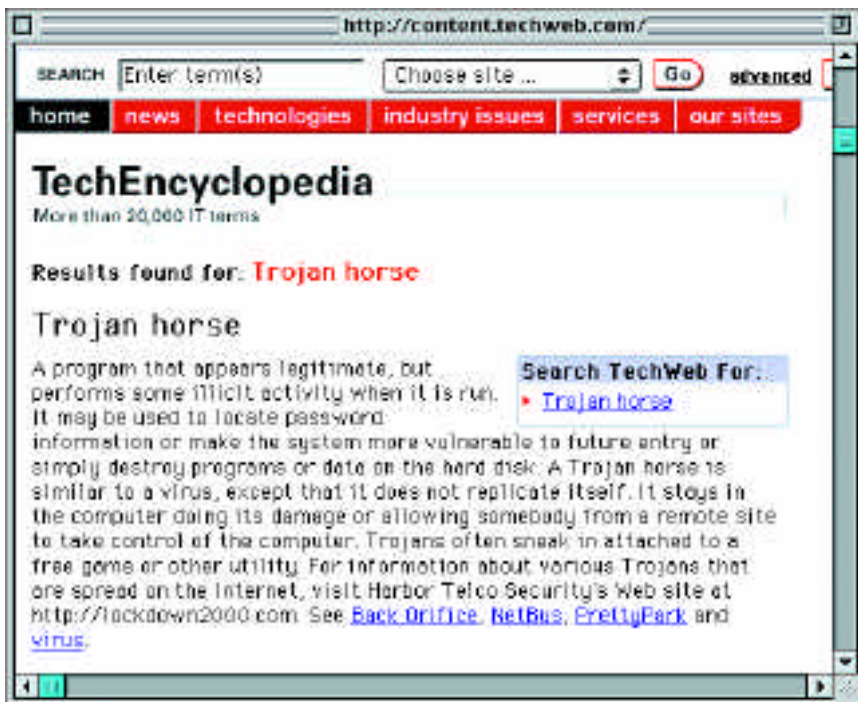 http://content.techweb.com/
SEARCH Enter term(s) Choose site ... Go advanced
home news technologies industry issues services our sites
TechEncyclopedia
More than 20,000 IT terms
Results found for: Trojan horse
Trojan horse
A program that appears legitimate, but
performs some illicit activity when it is run.
It may be used to locate password
information or make the system more vulnerable to future entry or
simply destroy programs or data on the hard disk. A Trojan horse is
similar to a virus, except that it does not replicate itself. It stays in
the computer doing its damage or allowing somebody from a remote site
to take control of the computer. Trojans often sneak in attached to a
free game or other utility. For information about various Trojans that
are spread on the Internet, visit Harbor Telco Security's Web site at
http://lockdown2000.com. See Back Orifice, NetBus, PrettyPark and
virus.
Search TechWeb For:
Trojan horse